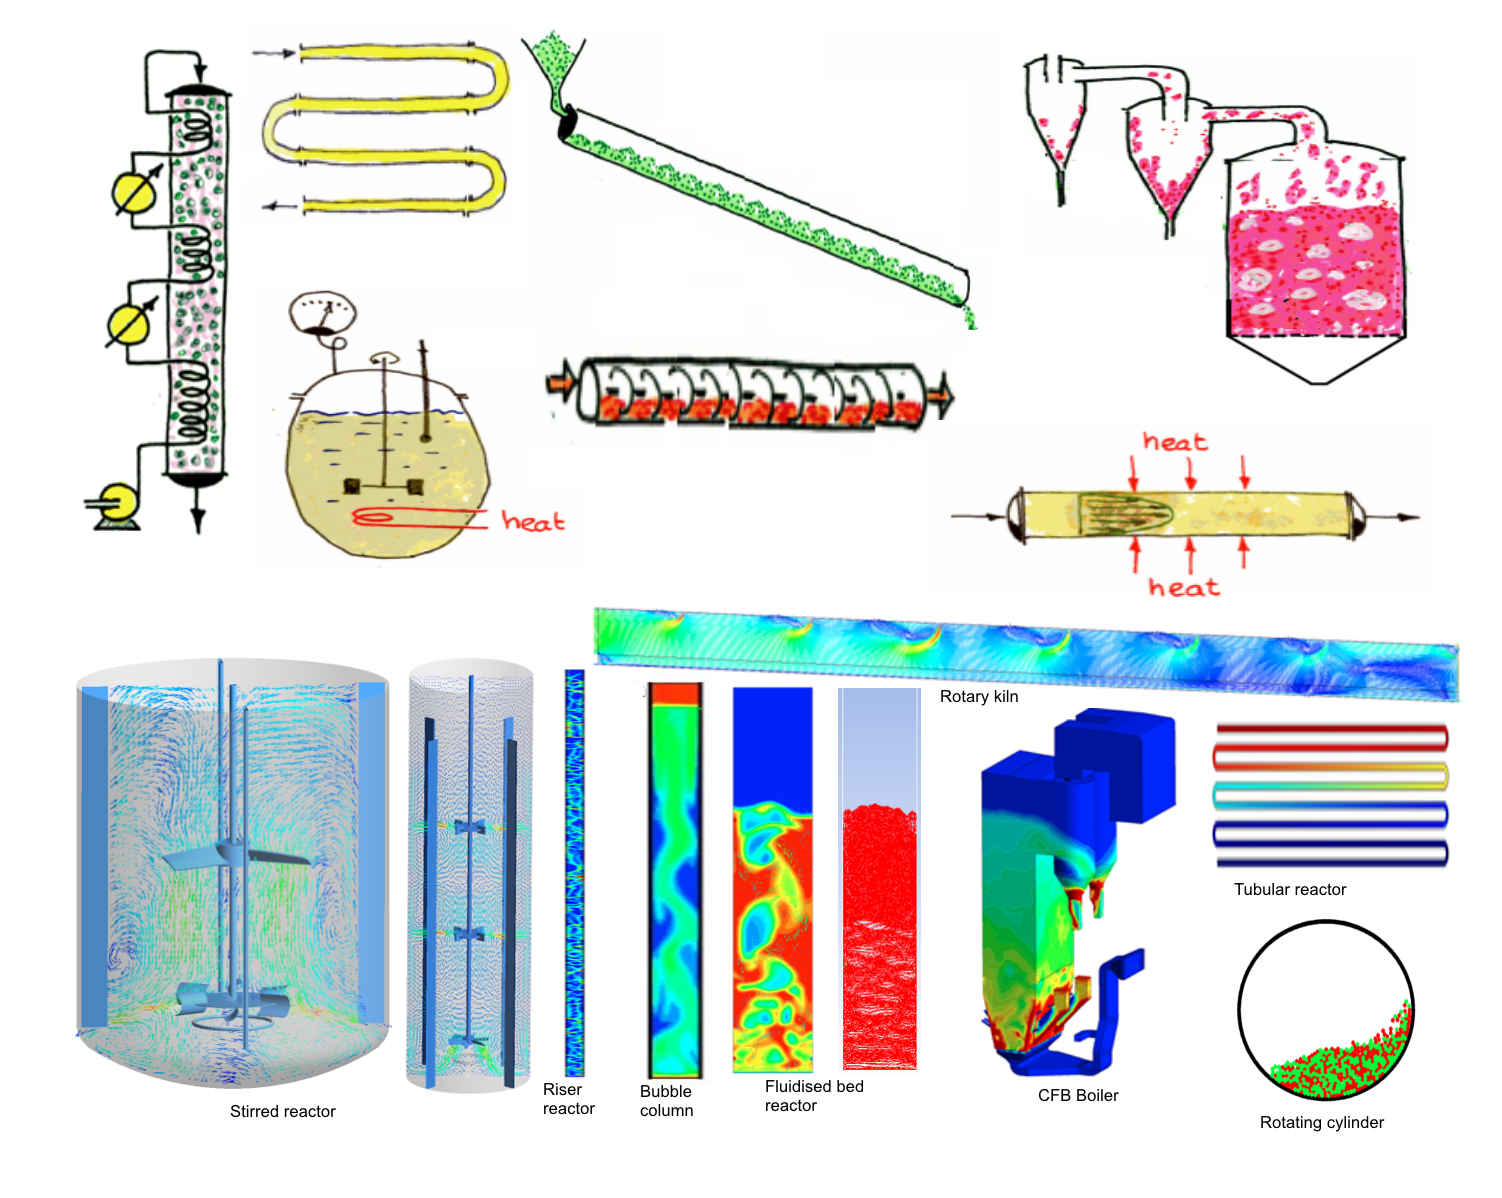 heat
heat
heat
Rotary kiln
Tubular reactor
Riser
reactor
Bubble
column
Fluidised bed
reactor
CFB Boiler
Stirred reactor
Rotating cylinder